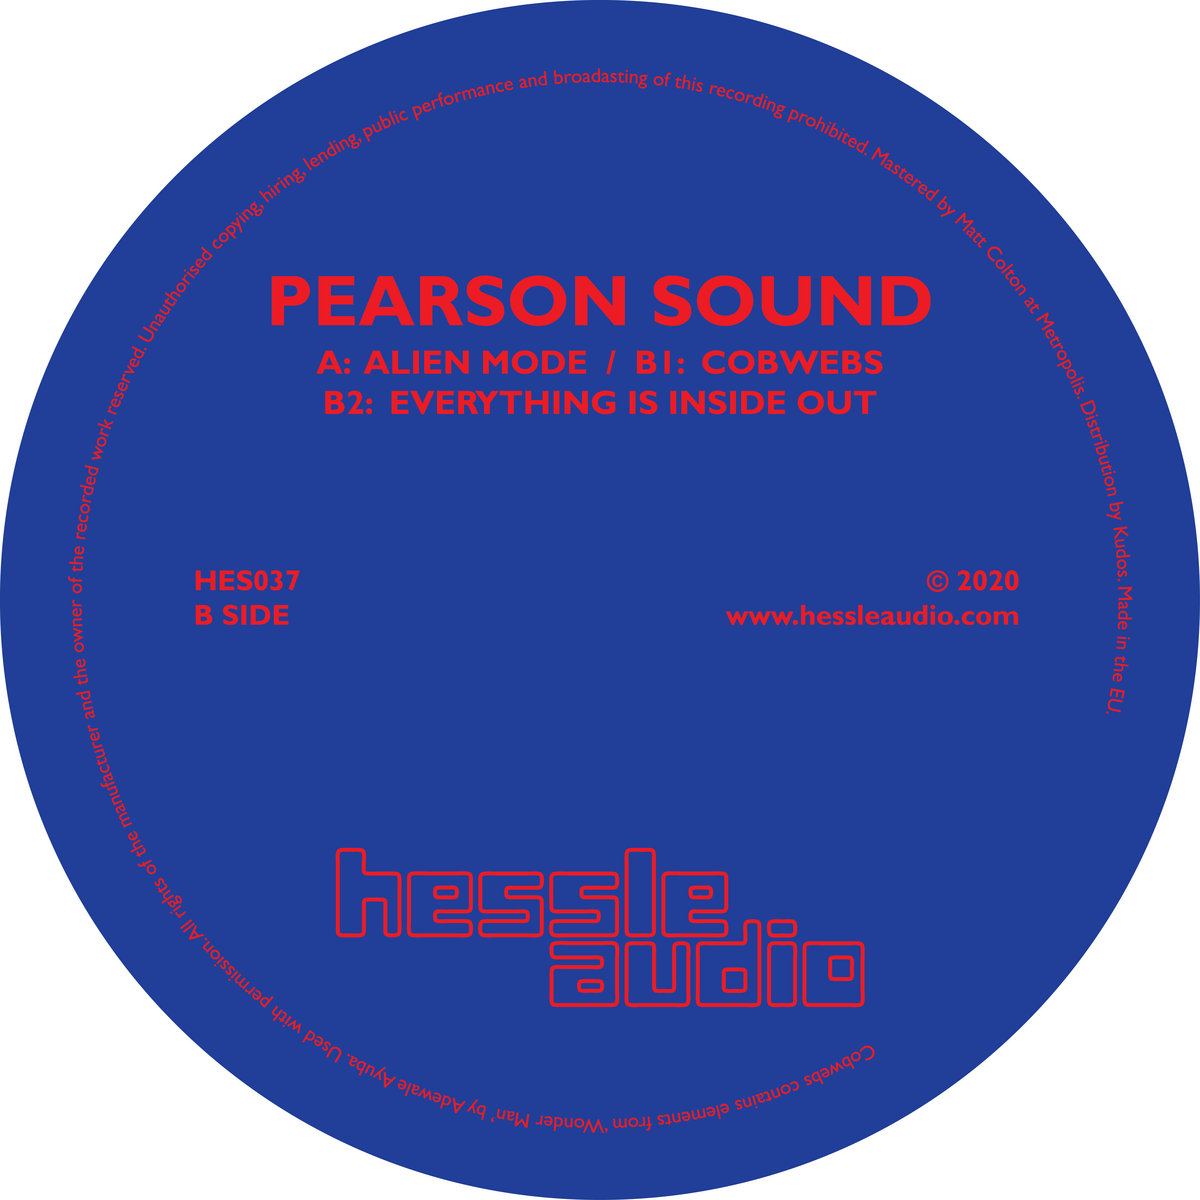 PEARSON SOUND
A: ALIEN MODE / B1: COBWEBS
B2: EVERYTHING IS INSIDE OUT
HES037
B SIDE
© 2020
www.hessleaudio.com
hessle
audio
Cobwebs contains elements from 'Wonder Man' by Adewale Ayuba. Used with permission. All rights of the manufacturer and the owner of the recorded work reserved. Unauthorised copying, hiring, lending, public performance and broadasting of this recording prohibited. Mastered by Matt Colton at Metropolis. Distribution by Kudos. Made in the EU.